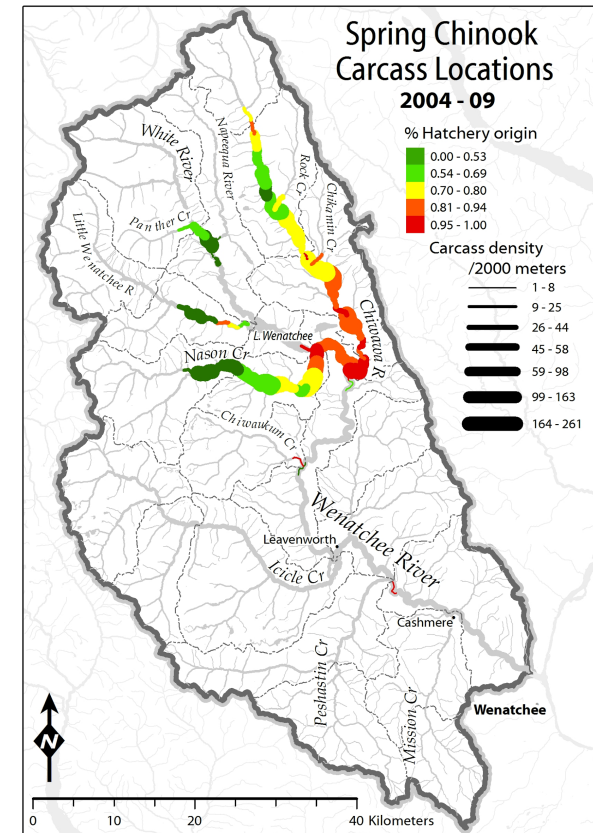 Spring Chinook
Carcass Locations
2004 - 09
% Hatchery origin
0.00 - 0.53
0.54 - 0.69
0.70 - 0.80
0.81 - 0.94
0.95 - 1.00
Carcass density
/2000 meters
1 - 8
9 - 25
26 - 44
45 - 58
59 - 98
99 - 163
164 - 261
White River
Napeequa River
Rock Cr
Chikamin Cr
Panther Cr
Little Wenatchee R
L. Wenatchee
Chiwawa R
Nason Cr
Chiwaukum Cr
Wenatchee River
Leavenworth
Icicle Cr
Cashmere
Peshastin Cr
Mission Cr
Wenatchee
N
0 10 20 40 Kilometers